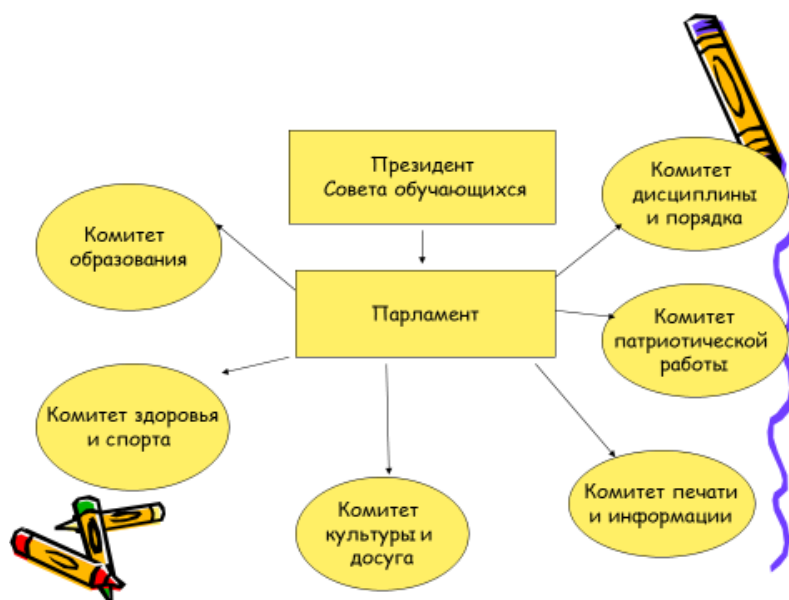 Президент
Совета обучающихся
Комитет
дисциплины
и порядка
Комитет
образования
Парламент
Комитет
патриотической
работы
Комитет здоровья
и спорта
Комитет
культуры и
досуга
Комитет печати
и информации